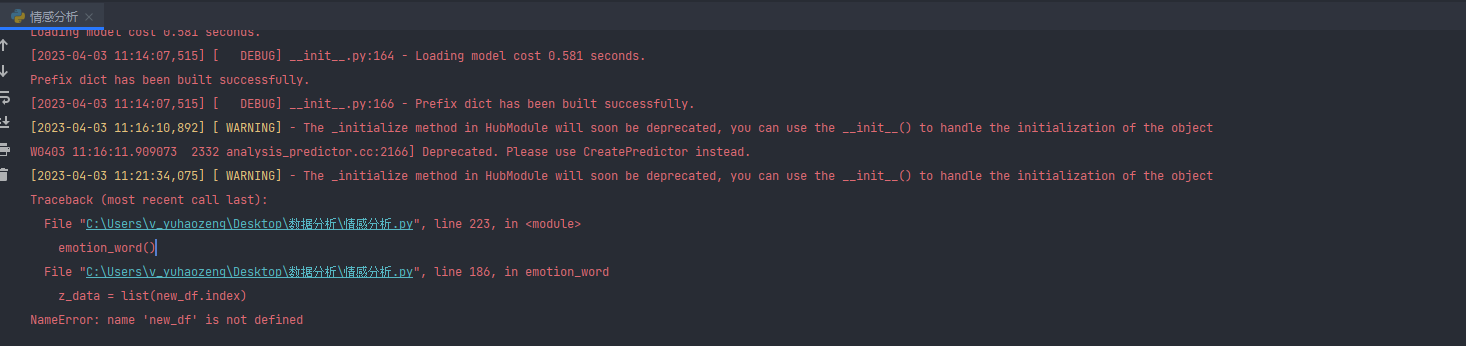 情感分析
Loading model cost 0.581 seconds.
[2023-04-03 11:14:07,515] [   DEBUG] __init__.py:164 - Loading model cost 0.581 seconds.
Prefix dict has been built successfully.
[2023-04-03 11:14:07,515] [   DEBUG] __init__.py:166 - Prefix dict has been built successfully.
[2023-04-03 11:16:10,892] [ WARNING] - The _initialize method in HubModule will soon be deprecated, you can use the __init__() to handle the initialization of the object
W0403 11:16:11.909073  2332 analysis_predictor.cc:2166] Deprecated. Please use CreatePredictor instead.
[2023-04-03 11:21:34,075] [ WARNING] - The _initialize method in HubModule will soon be deprecated, you can use the __init__() to handle the initialization of the object
Traceback (most recent call last):
  File "C:\Users\v_yuhaozenq\Desktop\数据分析\情感分析.py", line 223, in <module>
    emotion_word()
  File "C:\Users\v_yuhaozenq\Desktop\数据分析\情感分析.py", line 186, in emotion_word
    z_data = list(new_df.index)
NameError: name 'new_df' is not defined